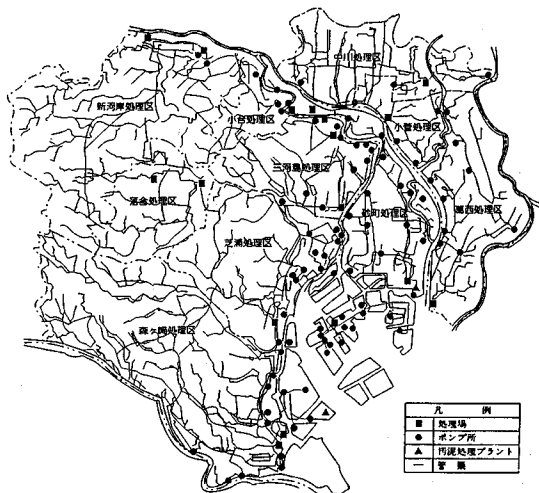 中川処理区
新河岸処理区
小台処理区
小菅処理区
三河島処理区
落合処理区
葛西処理区
砂町処理区
芝浦処理区
森ヶ崎処理区
凡 例
■ 処理場
● ポンプ所
▲ 汚泥処理プラント
— 管 渠